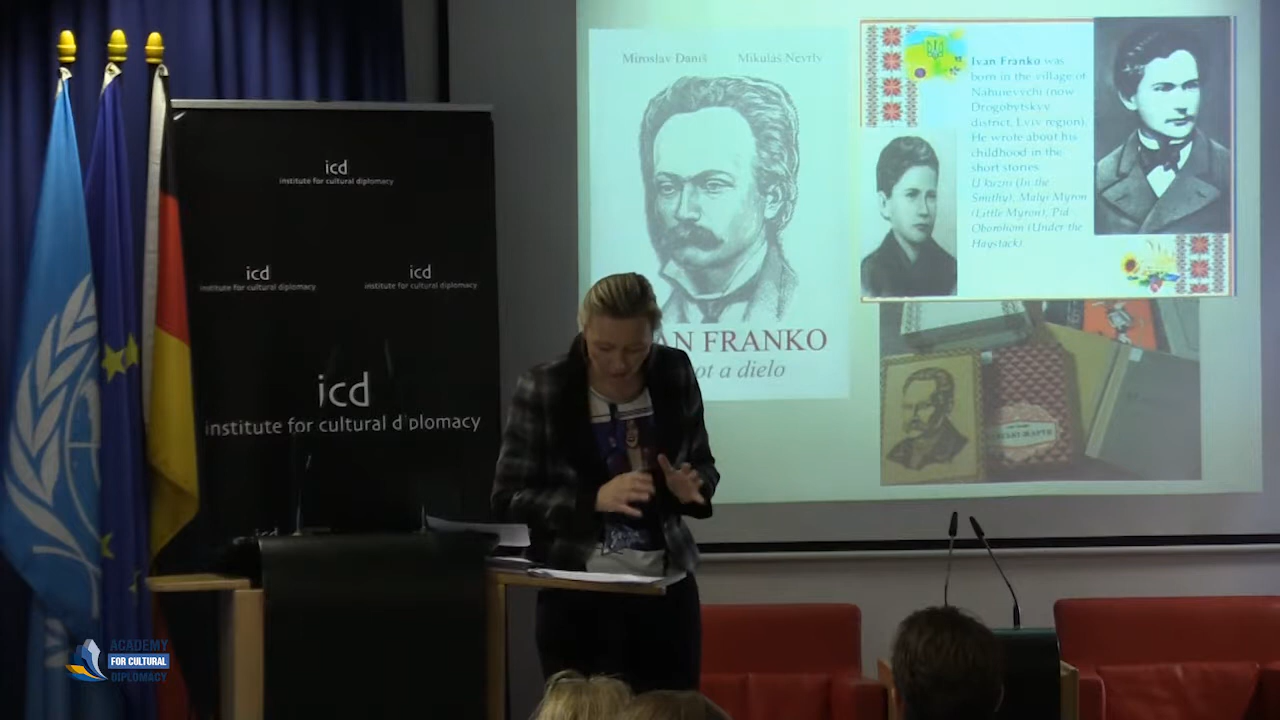 Miroslav Daniš Mikuláš Nevrlý
AN FRANKO
ot a dielo
Ivan Franko was
born in the village of
Nahuievychi (now
Drogobytskyy
district, Lviv region).
He wrote about his
childhood in the
short stories
U kuzni (In the
Smithy), Malyi Myron
(Little Myron), Pid
Oborohom (Under the
Haystack)
icd
institute for cultural diplomacy
icd
institute for cultural diplomacy
icd
institute for cultural diplomacy
icd
institute for cultural diplomacy
icd
ACADEMY
FOR CULTURAL
DIPLOMACY